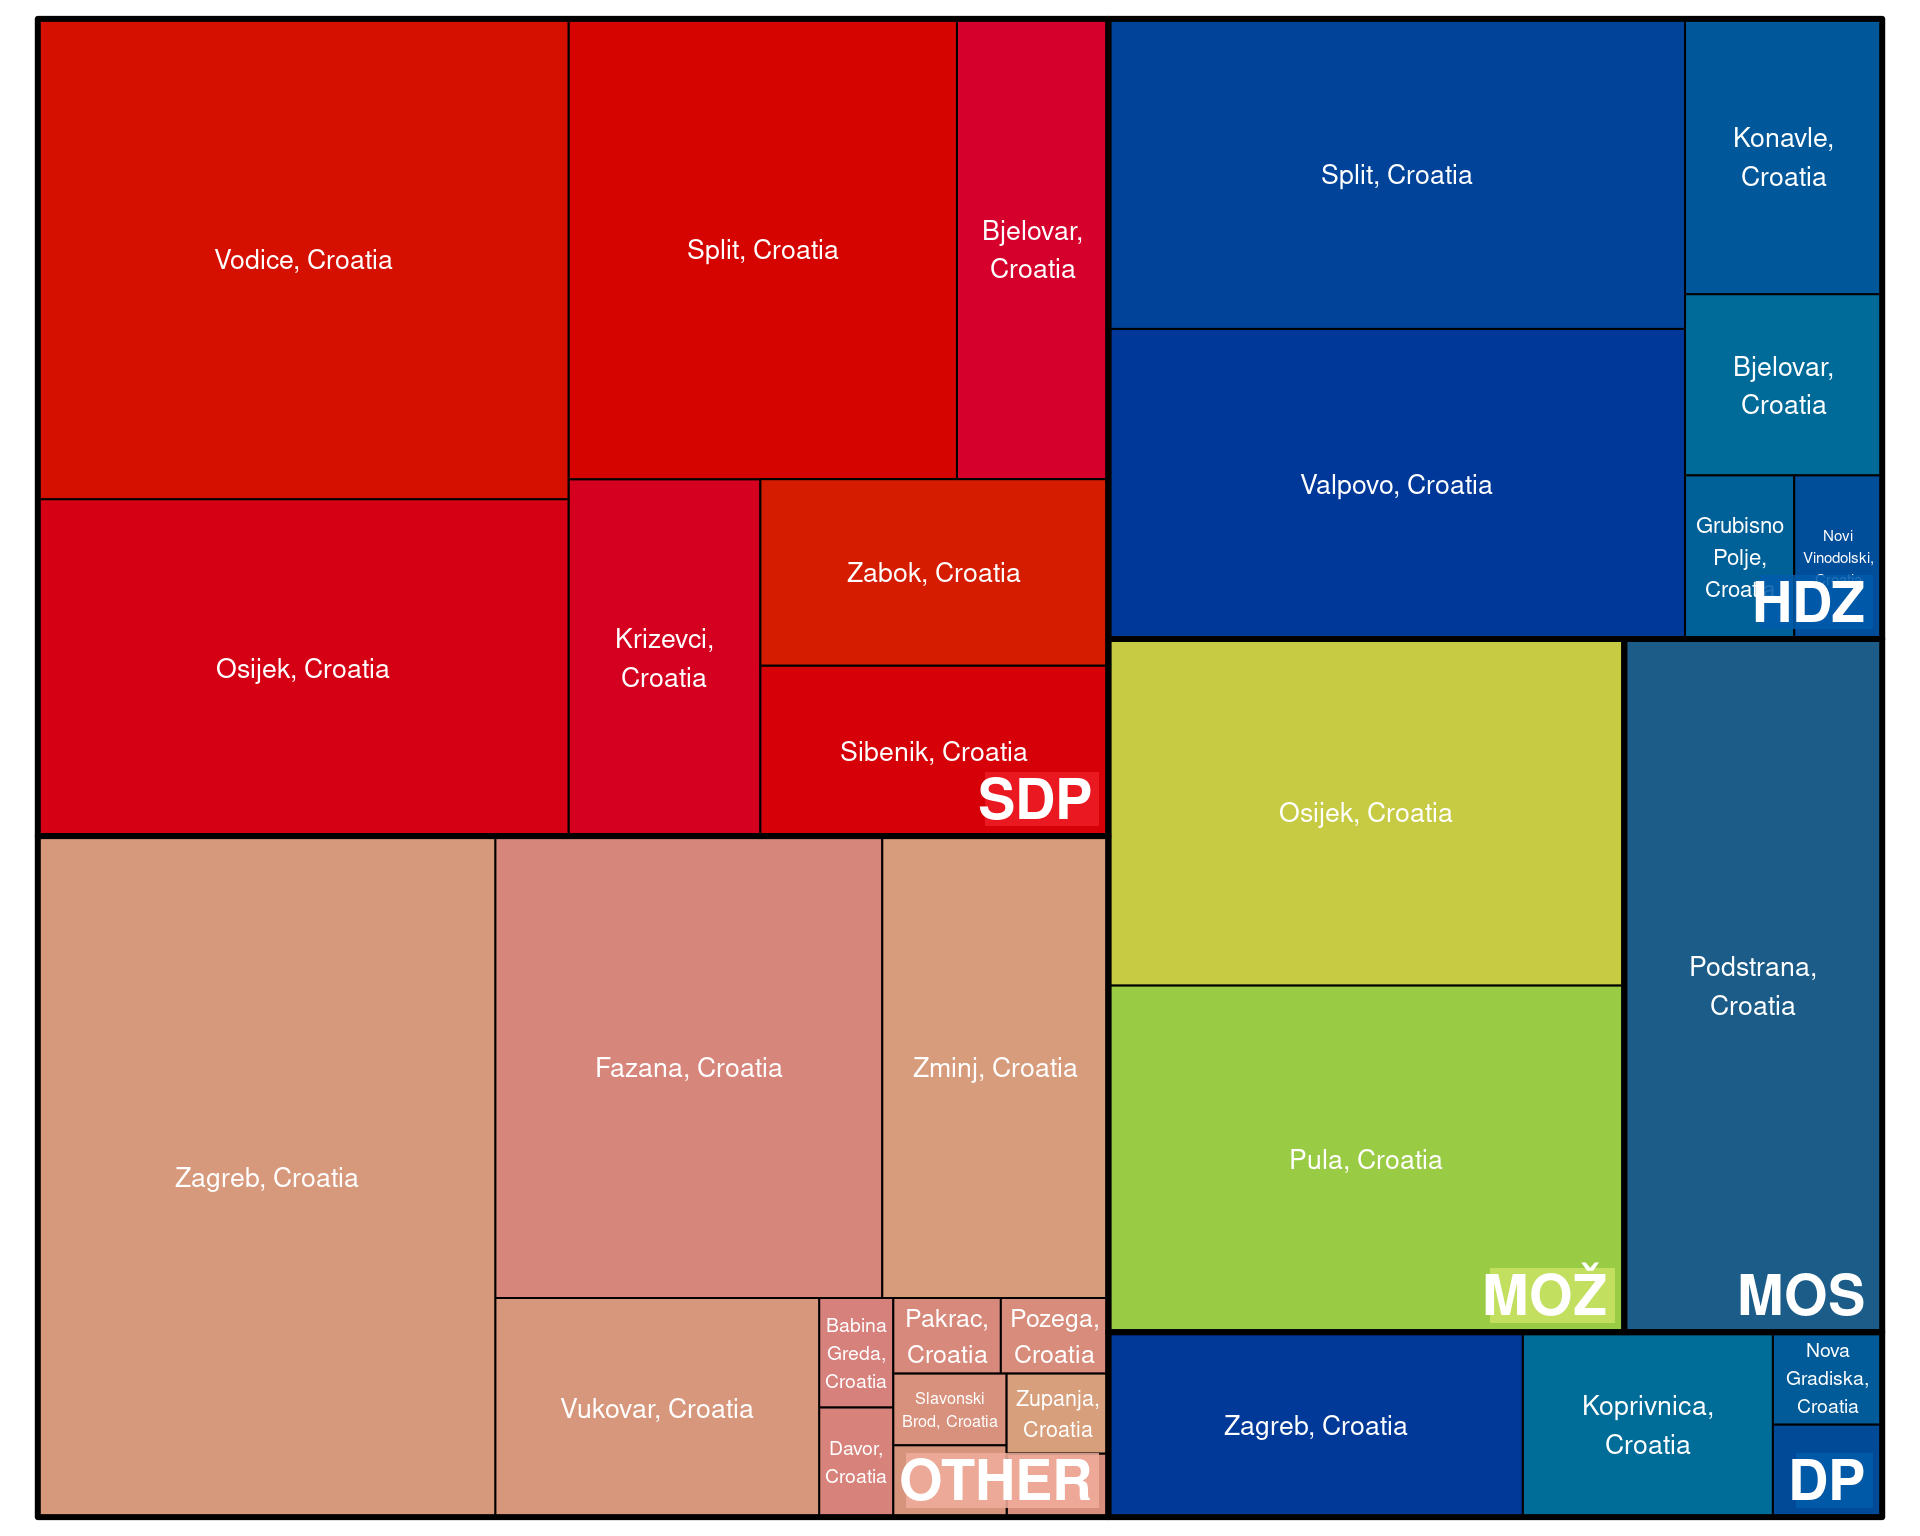 Vodice, Croatia
Split, Croatia
Bjelovar,
Croatia
Osijek, Croatia
Krizevci,
Croatia
Zabok, Croatia
Sibenik, Croatia
SDP
Split, Croatia
Konavle,
Croatia
Valpovo, Croatia
Bjelovar,
Croatia
Grubisno
Polje,
Croatia
Novi
Vinodolski,
Croatia
HDZ
Zagreb, Croatia
Fazana, Croatia
Zminj, Croatia
Vukovar, Croatia
Babina
Greda,
Croatia
Davor,
Croatia
Pakrac,
Croatia
Pozega,
Croatia
Slavonski
Brod, Croatia
Zupanja,
Croatia
OTHER
Osijek, Croatia
Pula, Croatia
MOŽ
Podstrana,
Croatia
MOS
Zagreb, Croatia
Koprivnica,
Croatia
Nova
Gradiska,
Croatia
DP